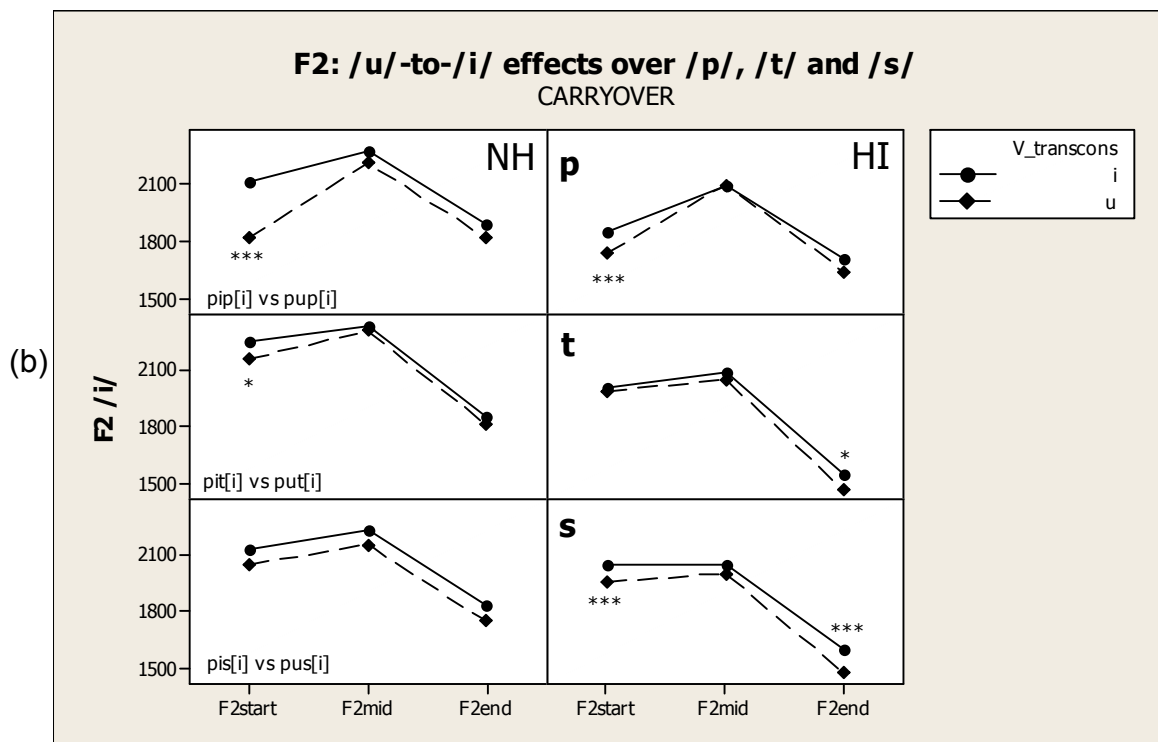 F2: /u/-to-/i/ effects over /p/, /t/ and /s/
CARRYOVER
(b)
F2 /i/
2100
1800
1500
2100
1800
1500
2100
1800
1500
NH
***
pip[i] vs pup[i]
p
HI
***
*
pit[i] vs put[i]
t
*
pis[i] vs pus[i]
s
***
***
F2start
F2mid
F2end
F2start
F2mid
F2end
V_transcons
i
u